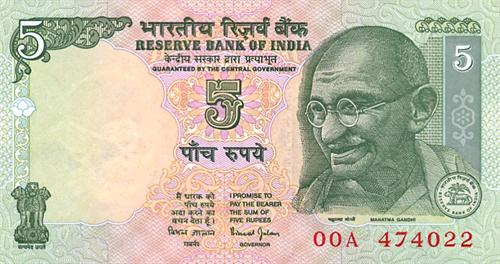 5
भारतीय रिज़र्व बैंक
RESERVE BANK OF INDIA
केन्द्रीय सरकार द्वारा प्रत्याभूत
GUARANTEED BY THE CENTRAL GOVERNMENT
5
5
पाँच रुपये
मैं धारक को
पाँच रुपये
अदा करने का
वचन देता हूँ।
I PROMISE TO
PAY THE BEARER
THE SUM OF
FIVE RUPEES
बिमल जालान
Bimal Jalan
गवर्नर
GOVERNOR
सत्यमेव जयते
महात्मा गांधी
MAHATMA GANDHI
00A 474022